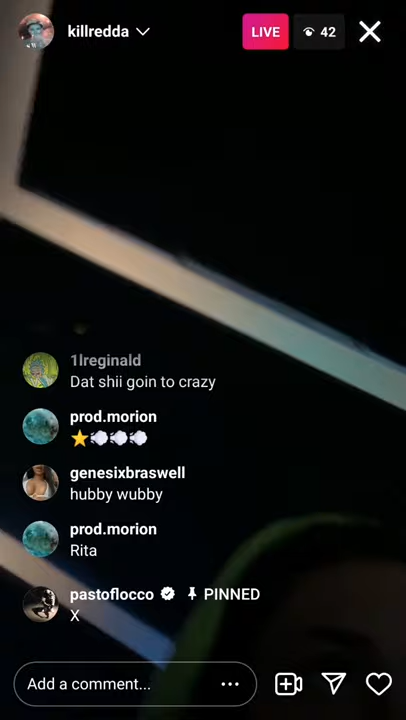 killredda
LIVE
42
1lreginald
Dat shii goin to crazy
prod.morion
⭐💨💨💨
genesixbraswell
hubby wubby
prod.morion
Rita
pastoflocco PINNED
X
Add a comment...